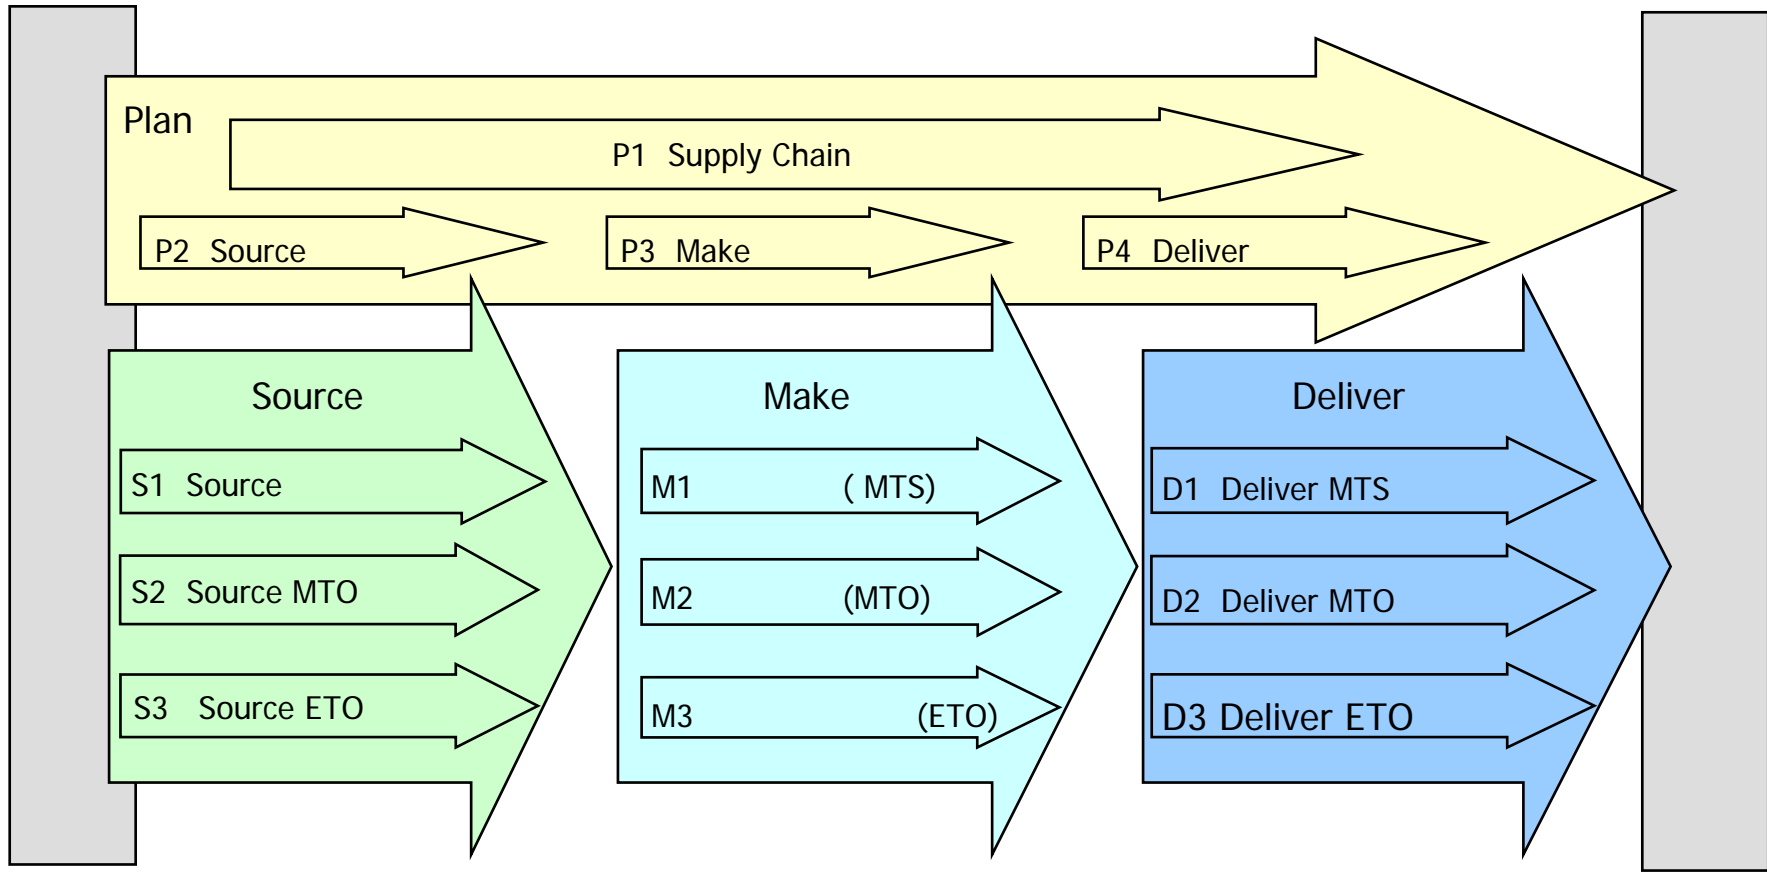 Plan
P1 Supply Chain
P2 Source
P3 Make
P4 Deliver
Source
S1 Source
S2 Source MTO
S3 Source ETO
Make
M1 ( MTS)
M2 (MTO)
M3 (ETO)
Deliver
D1 Deliver MTS
D2 Deliver MTO
D3 Deliver ETO